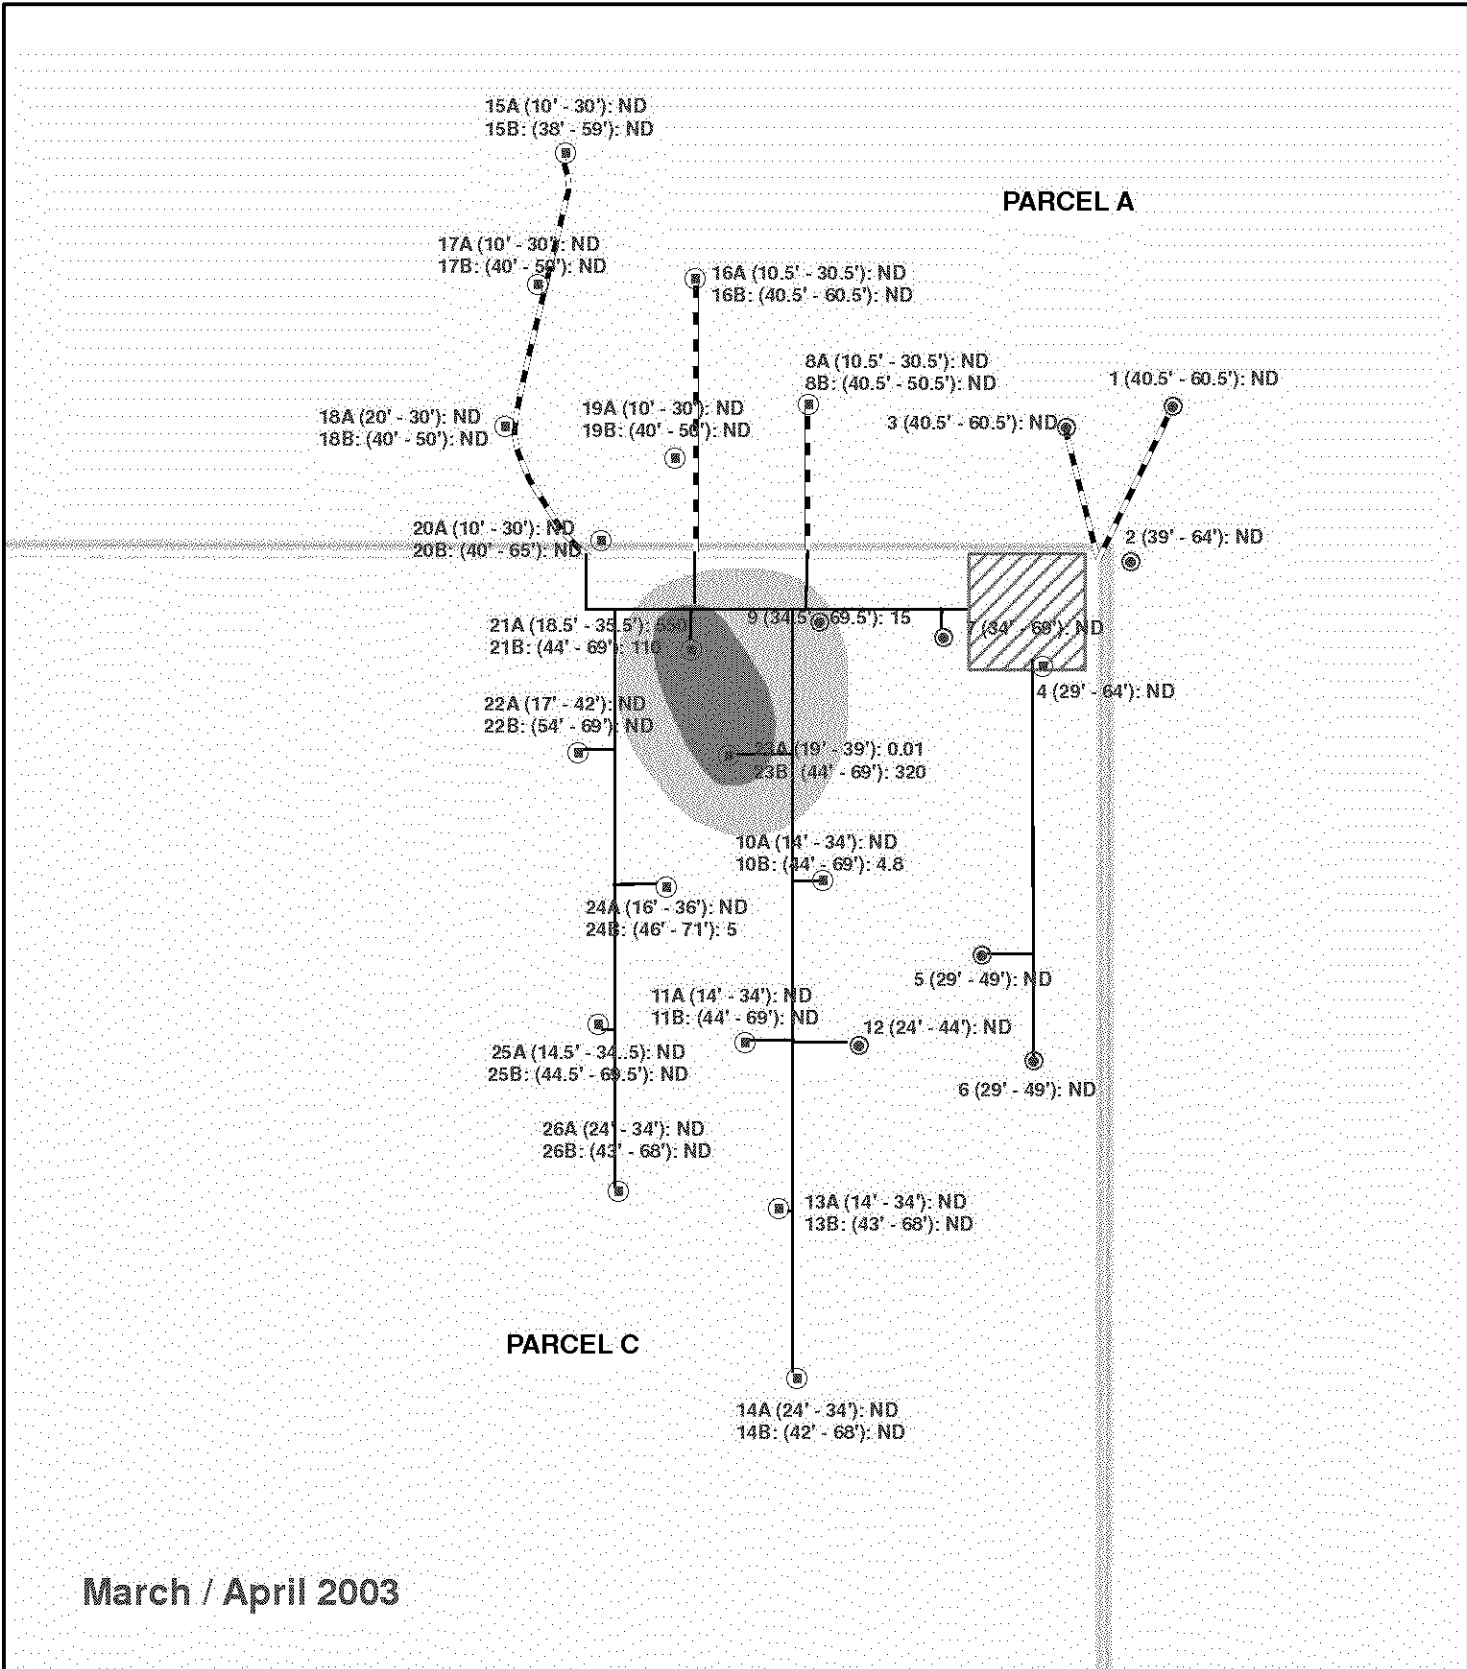 15A (10' - 30'): ND
15B: (38' - 59'): ND
PARCEL A
17A (10' - 30'): ND
17B: (40' - 50'): ND
16A (10.5' - 30.5'): ND
16B: (40.5' - 60.5'): ND
8A (10.5' - 30.5'): ND
8B: (40.5' - 50.5'): ND
1 (40.5' - 60.5'): ND
18A (20' - 30'): ND
18B: (40' - 50'): ND
19A (10' - 30'): ND
19B: (40' - 50'): ND
3 (40.5' - 60.5'): ND
20A (10' - 30'): ND
20B: (40' - 65'): ND
2 (39' - 64'): ND
21A (18.5' - 35.5'): 550
21B: (44' - 69'): 110
9 (34.5' - 69.5'): 15
7 (34' - 69'): ND
4 (29' - 64'): ND
22A (17' - 42'): ND
22B: (54' - 69'): ND
23A (19' - 39'): 0.01
23B: (44' - 69'): 320
10A (14' - 34'): ND
10B: (44' - 69'): 4.8
24A (16' - 36'): ND
24B: (46' - 71'): 5
5 (29' - 49'): ND
11A (14' - 34'): ND
11B: (44' - 69'): ND
12 (24' - 44'): ND
25A (14.5' - 34..5): ND
25B: (44.5' - 69.5'): ND
6 (29' - 49'): ND
26A (24' - 34'): ND
26B: (43' - 68'): ND
13A (14' - 34'): ND
13B: (43' - 68'): ND
PARCEL C
14A (24' - 34'): ND
14B: (42' - 68'): ND
March / April 2003